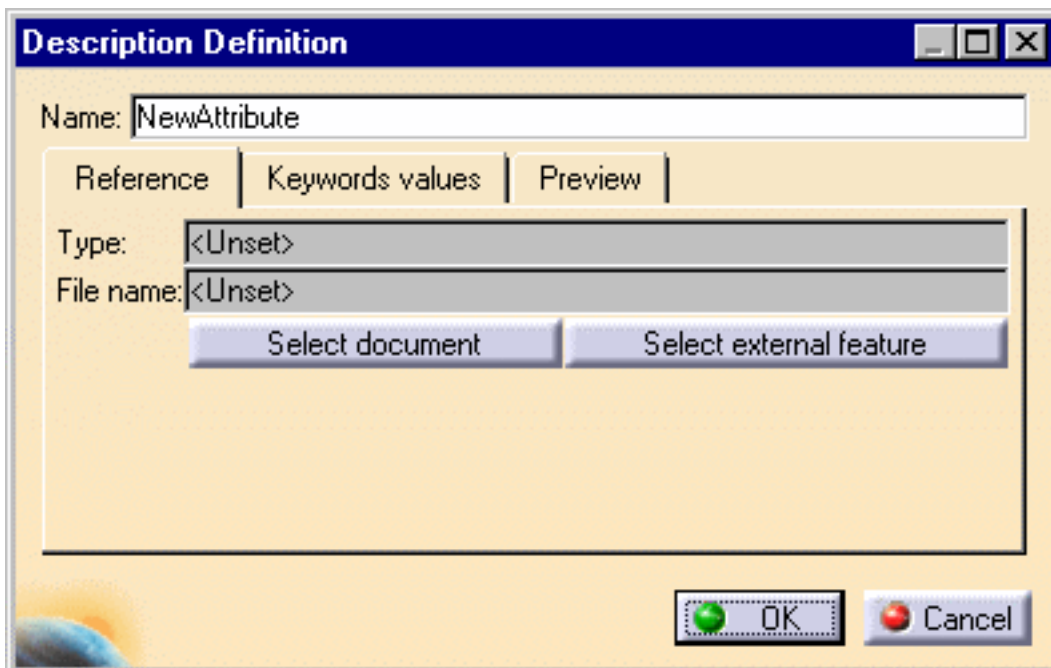 Description Definition
Name: NewAttribute
Reference Keywords values Preview
Type: <Unset>
File name: <Unset>
Select document Select external feature
OK Cancel